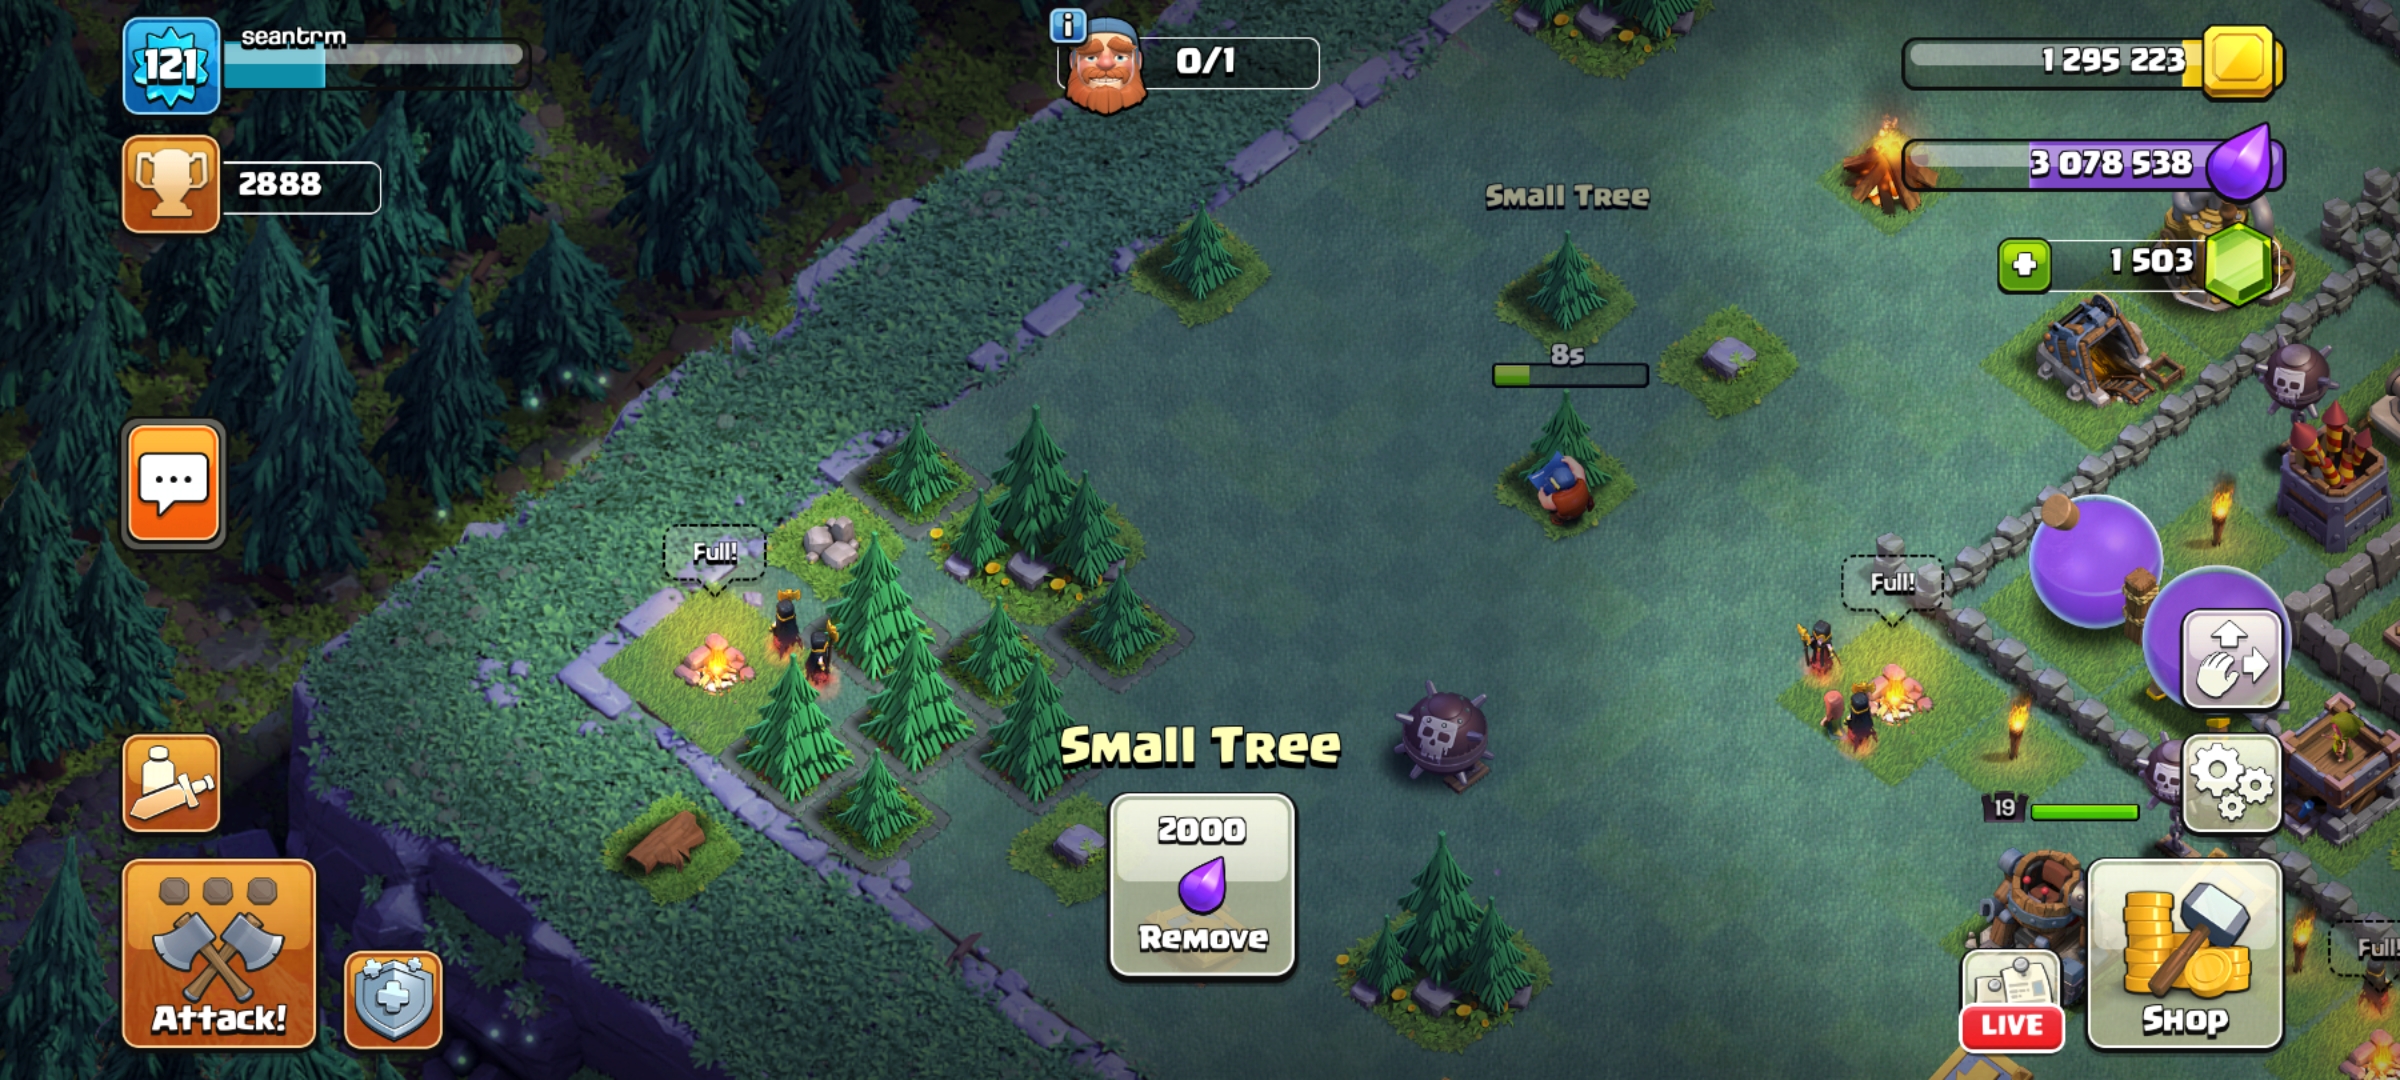 121
seantrm
i
0/1
1 295 223
2888
3 078 538
Small Tree
1 503
8s
Full!
Full!
Small Tree
19
2000
Remove
Full!
Attack!
LIVE
Shop